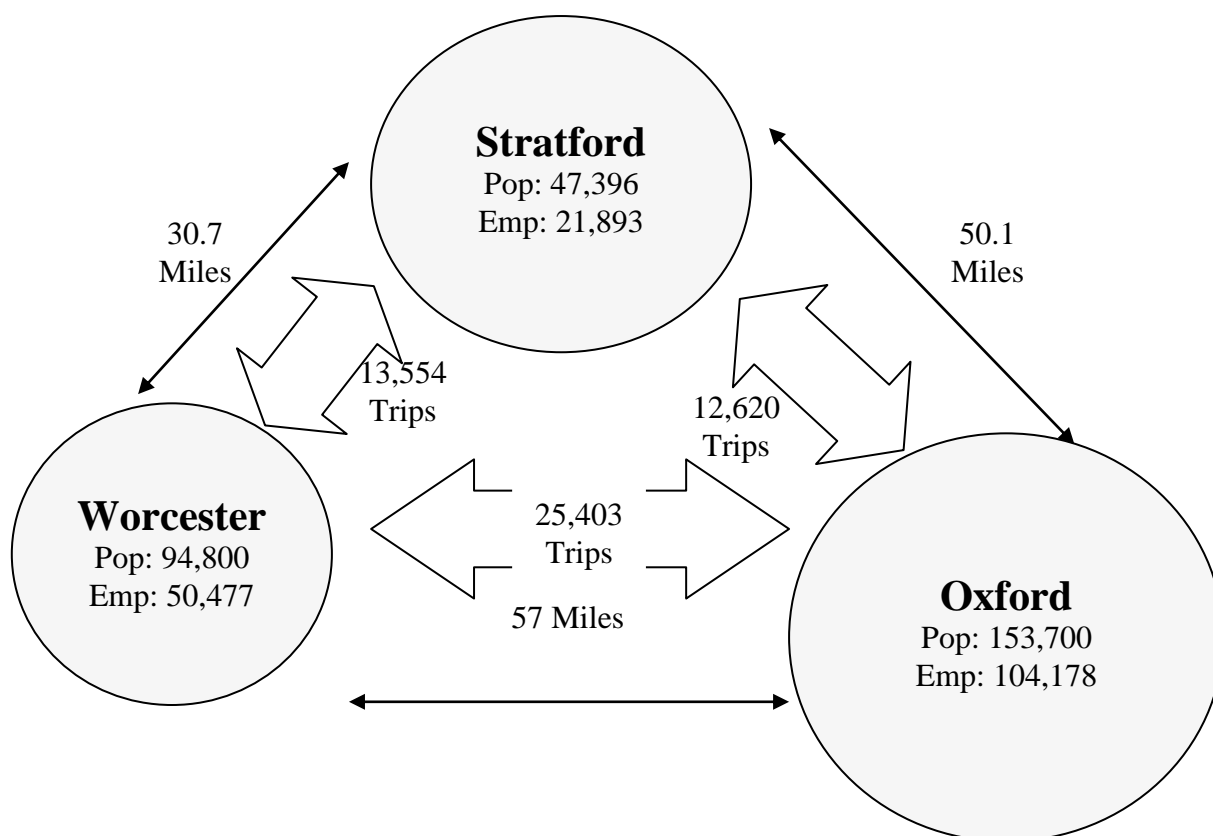 Stratford
Pop: 47,396
Emp: 21,893
30.7
Miles
50.1
Miles
13,554
Trips
12,620
Trips
Worcester
Pop: 94,800
Emp: 50,477
25,403
Trips
57 Miles
Oxford
Pop: 153,700
Emp: 104,178